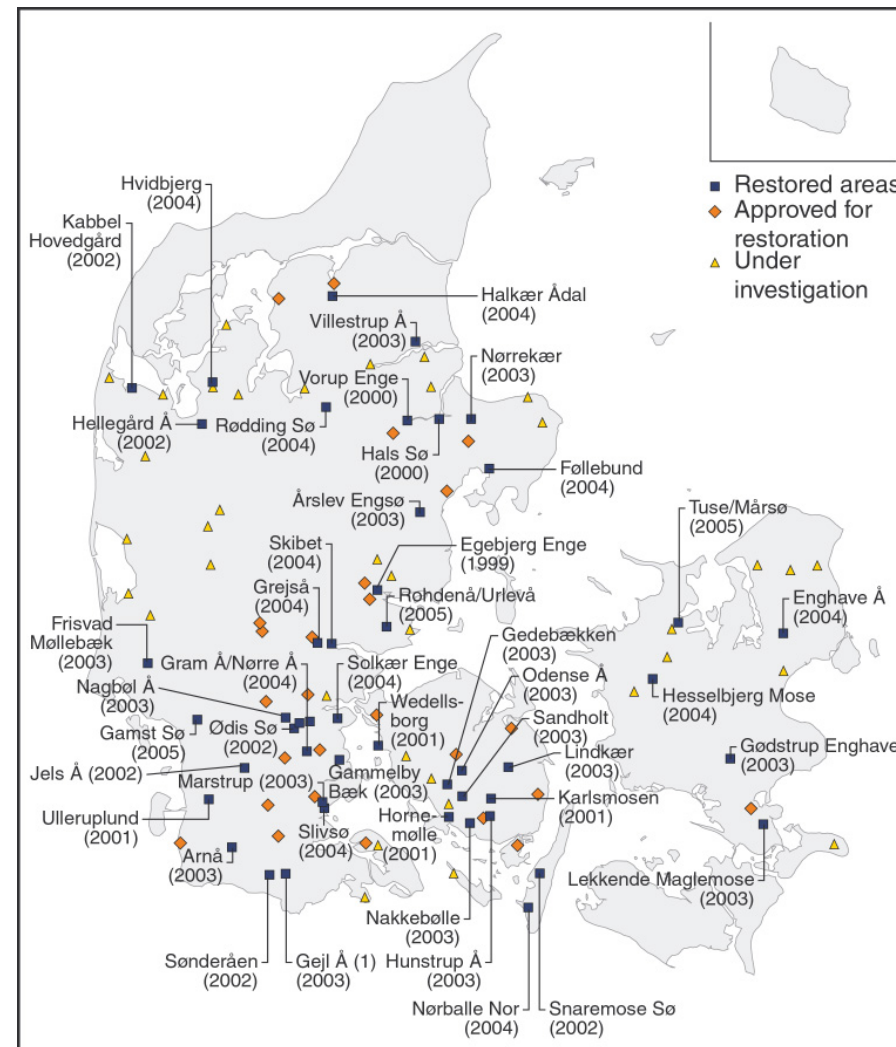 Restored areas
Approved for
restoration
Under
investigation
Hvidbjerg
(2004)
Kabbel
Hovedgård
(2002)
Halkær Ådal
(2004)
Villestrup Å
(2003)
Nørrekær
(2003)
Vorup Enge
(2000)
Hellegård Å
(2002)
Rødding Sø
(2004)
Hals Sø
(2000)
Føllebund
(2004)
Årslev Engsø
(2003)
Tuse/Mårsø
(2005)
Skibet
(2004)
Egebjerg Enge
(1999)
Grejså
(2004)
Røhdenå/Urlevå
(2005)
Enghave Å
(2004)
Frisvad
Møllebæk
(2003)
Gedebækken
(2003)
Gram Å/Nørre Å
(2004)
Solkær Enge
(2004)
Odense Å
(2003)
Nagbøl Å
(2003)
Wedells-
borg
(2001)
Sandholt
(2003)
Hesselbjerg Mose
(2004)
Gamst Sø
(2005)
Ødis Sø
(2002)
Lindkær
(2003)
Gødstrup Enghave
(2003)
Jels Å (2002)
Marstrup (2003)
Gammelby
Bæk (2003)
Karlsmosen
(2001)
Ulleruplund
(2001)
Slivsø
(2004)
Horne-
mølle
(2001)
Arnå
(2003)
Lekkende Maglemose
(2003)
Nakkebølle
(2003)
Sønderåen
(2002)
Gejl Å (1)
(2003)
Hunstrup Å
(2003)
Nørballe Nor
(2004)
Snaremose Sø
(2002)